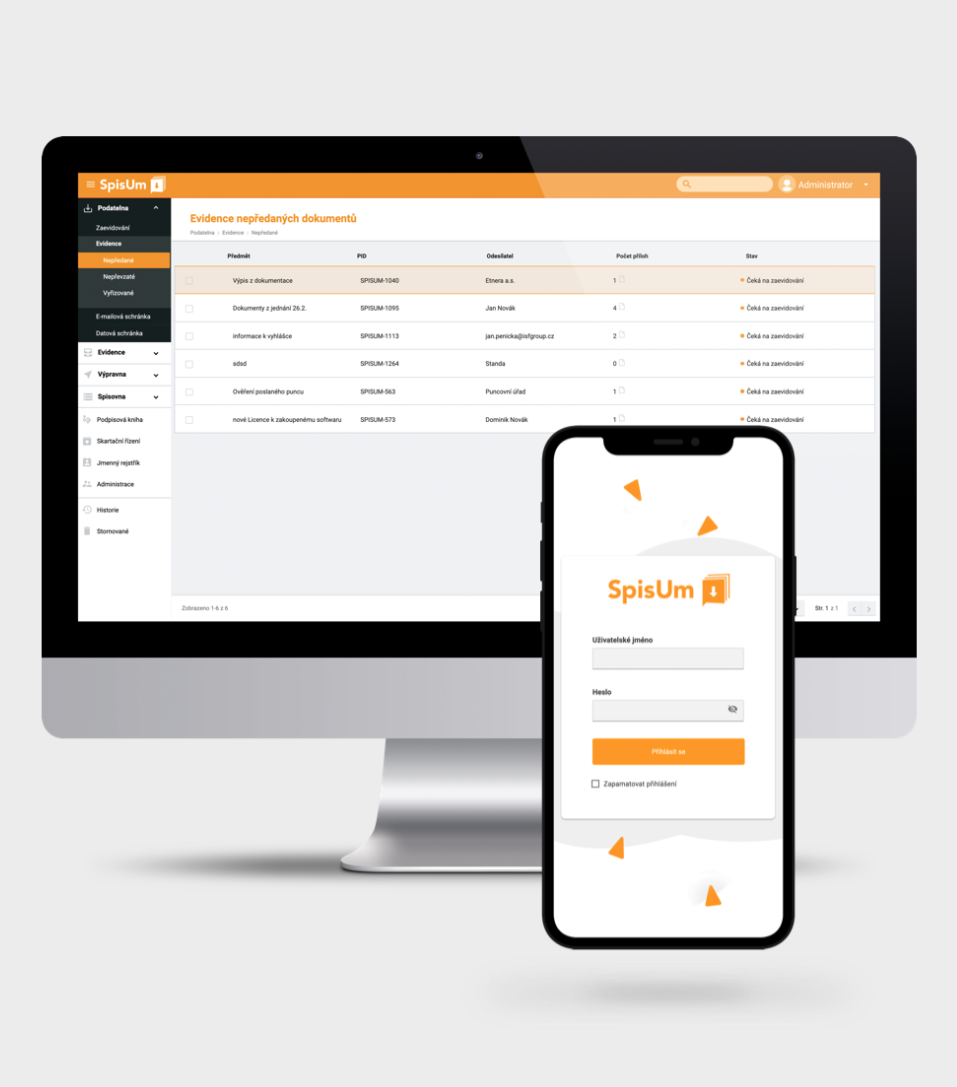 SpisUm
Administrator
Podatelna
Zaevidování
Evidence
Nepředané
Nepřevzaté
Vyřizované
E-mailová schránka
Datová schránka
Evidence
Výpravna
Spisovna
Podpisová kniha
Skartační řízení
Jmenný rejstřík
Administrace
Historie
Stornované
Evidence nepředaných dokumentů
Podatelna › Evidence › Nepředané
Předmět PID Odesílatel Počet příloh Stav
Výpis z dokumentace SPISUM-1040 Etnera a.s. 1 Čeká na zaevidování
Dokumenty z jednání 26.2. SPISUM-1095 Jan Novák 4 Čeká na zaevidování
informace k vyhlášce SPISUM-1113 jan.penicka@isfgroup.cz 2 Čeká na zaevidování
sdsd SPISUM-1264 Standa 0 Čeká na zaevidování
Ověření poslaného puncu SPISUM-563 Puncovní úřad 1 Čeká na zaevidování
nové Licence k zakoupenému softwaru SPISUM-573 Dominik Novák 1 Čeká na zaevidování
Zobrazeno 1-6 z 6
Str. 1 z 1
SpisUm
Uživatelské jméno
Heslo
Přihlásit se
Zapamatovat přihlášení